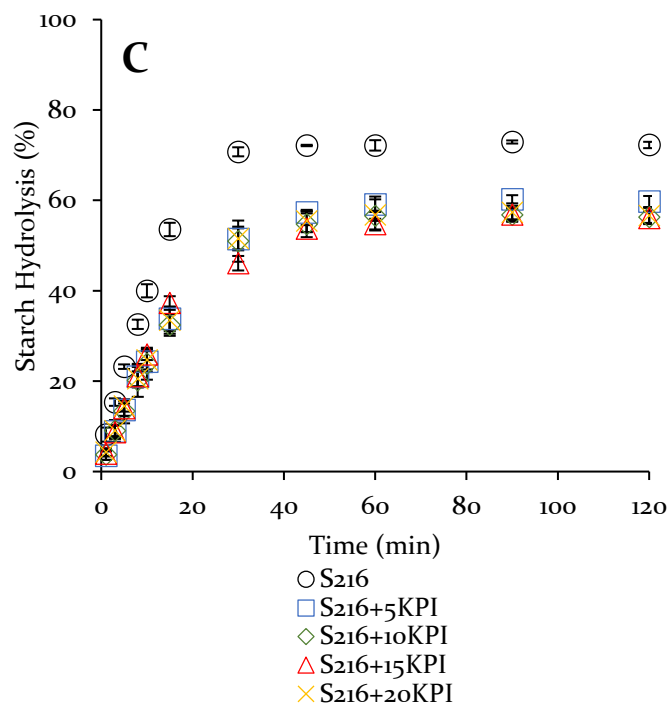 C
100
80
60
40
20
0
Starch Hydrolysis (%)
0 20 40 60 80 100 120
Time (min)
S216
S216+5KPI
S216+10KPI
S216+15KPI
S216+20KPI